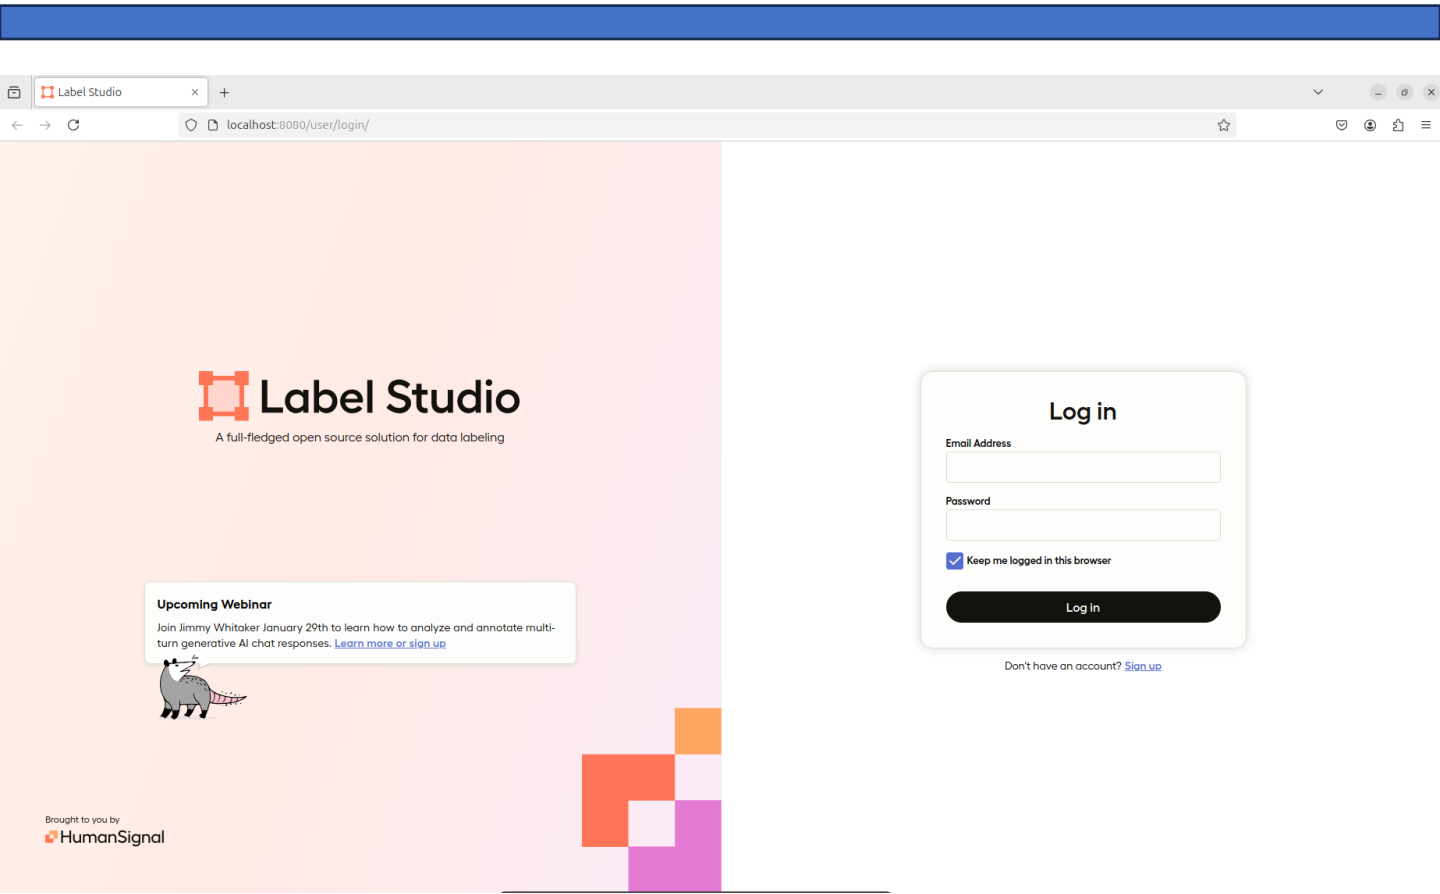 Label Studio
localhost:8080/user/login/
Label Studio
A full-fledged open source solution for data labeling
Upcoming Webinar
Join Jimmy Whitaker January 29th to learn how to analyze and annotate multi-
turn generative AI chat responses. Learn more or sign up
Brought to you by
HumanSignal
Log in
Email Address
Password
Keep me logged in this browser
Log in
Don't have an account? Sign up